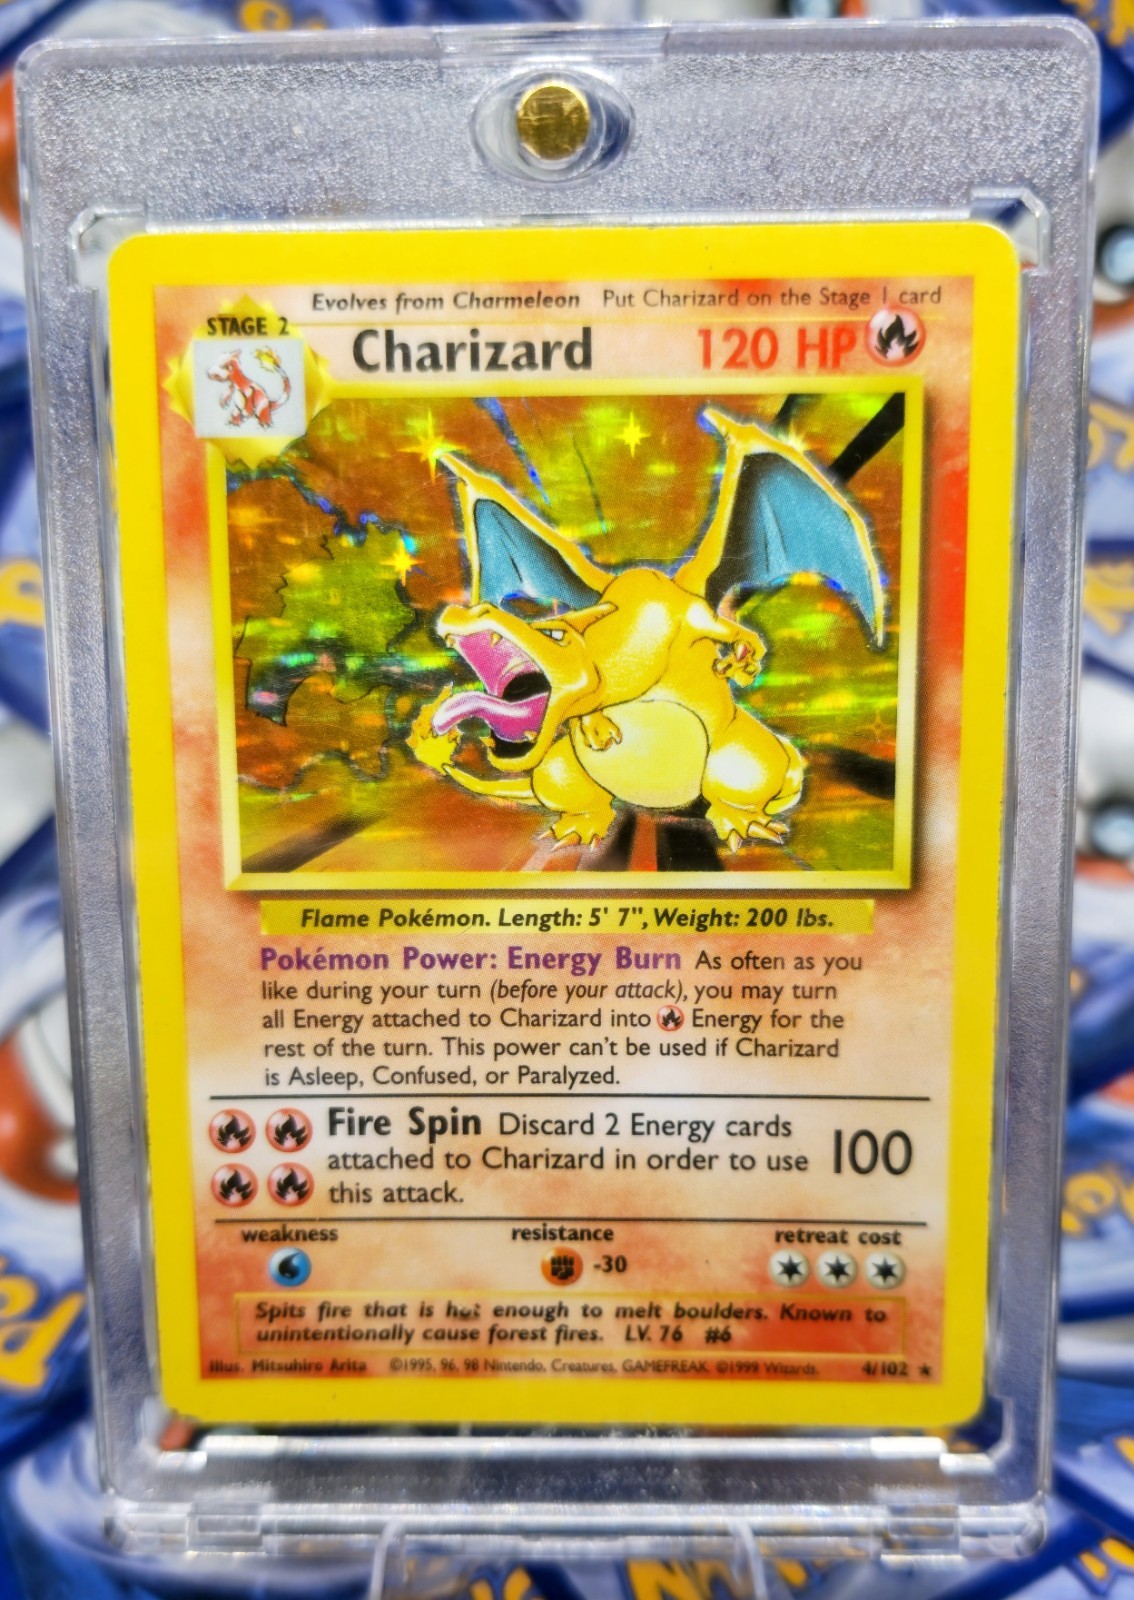 Evolves from Charmeleon Put Charizard on the Stage 1 card
STAGE 2
Charizard 120 HP
Flame Pokémon. Length: 5' 7", Weight: 200 lbs.
Pokémon Power: Energy Burn As often as you
like during your turn (before your attack), you may turn
all Energy attached to Charizard into Energy for the
rest of the turn. This power can't be used if Charizard
is Asleep, Confused, or Paralyzed.
Fire Spin Discard 2 Energy cards
attached to Charizard in order to use 100
this attack.
weakness resistance retreat cost
-30
Spits fire that is hot enough to melt boulders. Known to
unintentionally cause forest fires. LV. 76 #6
Illus. Mitsuhiro Arita ©1995, 96, 98 Nintendo, Creatures, GAMEFREAK. ©1999 Wizards. 4/102